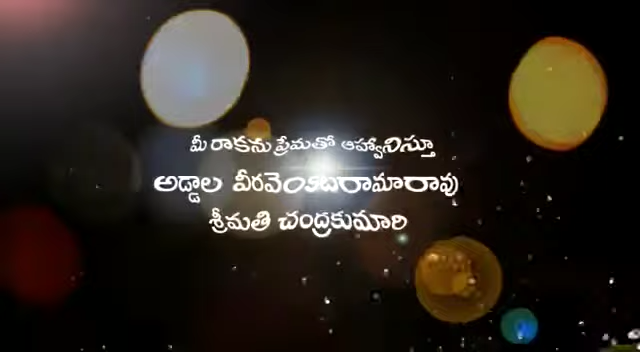 మీ రాకను ప్రేమతో ఆహ్వానిస్తూ
అడ్డాల వీరవెంకటరామారావు
శ్రీమతి చంద్రకుమారి